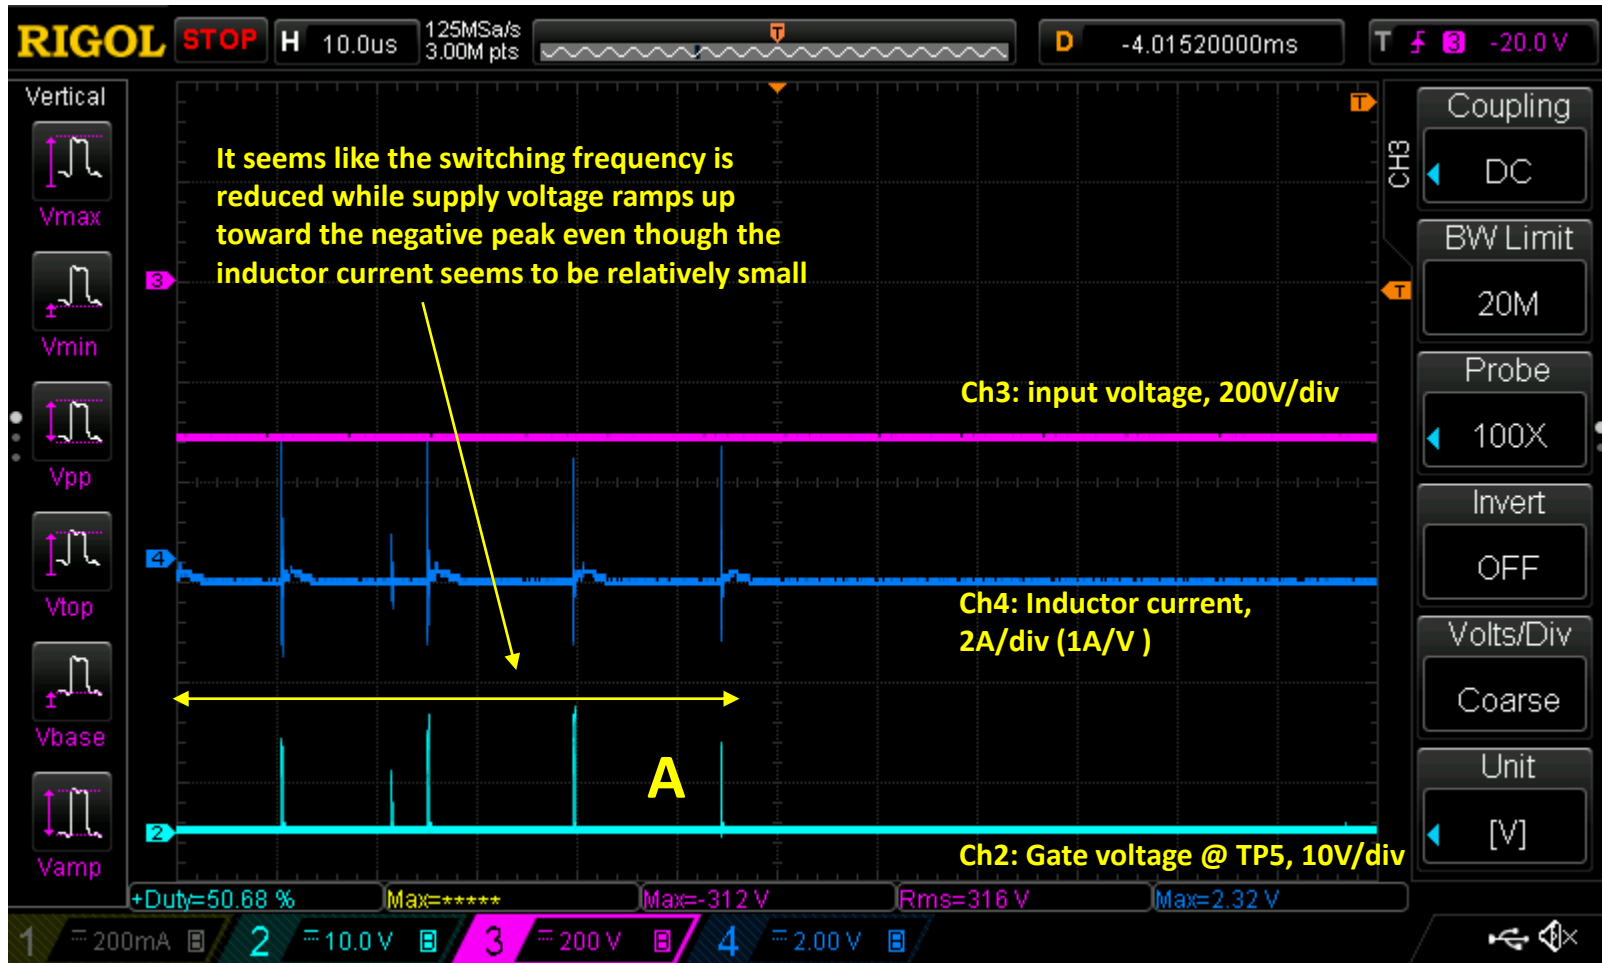 RIGOL STOP H 10.0us 125MSa/s D -4.01520000ms T 3 -20.0 V
3.00M pts
T
Vertical
Vmax
Vmin
Vpp
Vtop
Vbase
Vamp
It seems like the switching frequency is
reduced while supply voltage ramps up
toward the negative peak even though the
inductor current seems to be relatively small
T
3
T
Ch3: input voltage, 200V/div
4
Ch4: Inductor current,
2A/div (1A/V )
A
2
Ch2: Gate voltage @ TP5, 10V/div
CH3
Coupling
DC
BW Limit
20M
Probe
100X
Invert
OFF
Volts/Div
Coarse
Unit
[V]
+Duty=50.68 % Max=***** Max=-312 V Rms=316 V Max=2.32 V
1 200mA B 2 10.0 V B 3 200 V B 4 2.00 V B